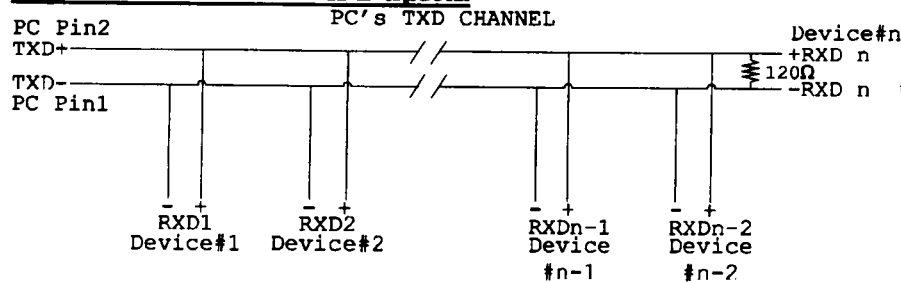 PC's TXD CHANNEL
PC Pin2
TXD+
TXD-
PC Pin1
Device#n
+RXD n
120Ω
-RXD n
- +
RXD1
Device#1
- +
RXD2
Device#2
- +
RXDn-1
Device
#n-1
- +
RXDn-2
Device
#n-2